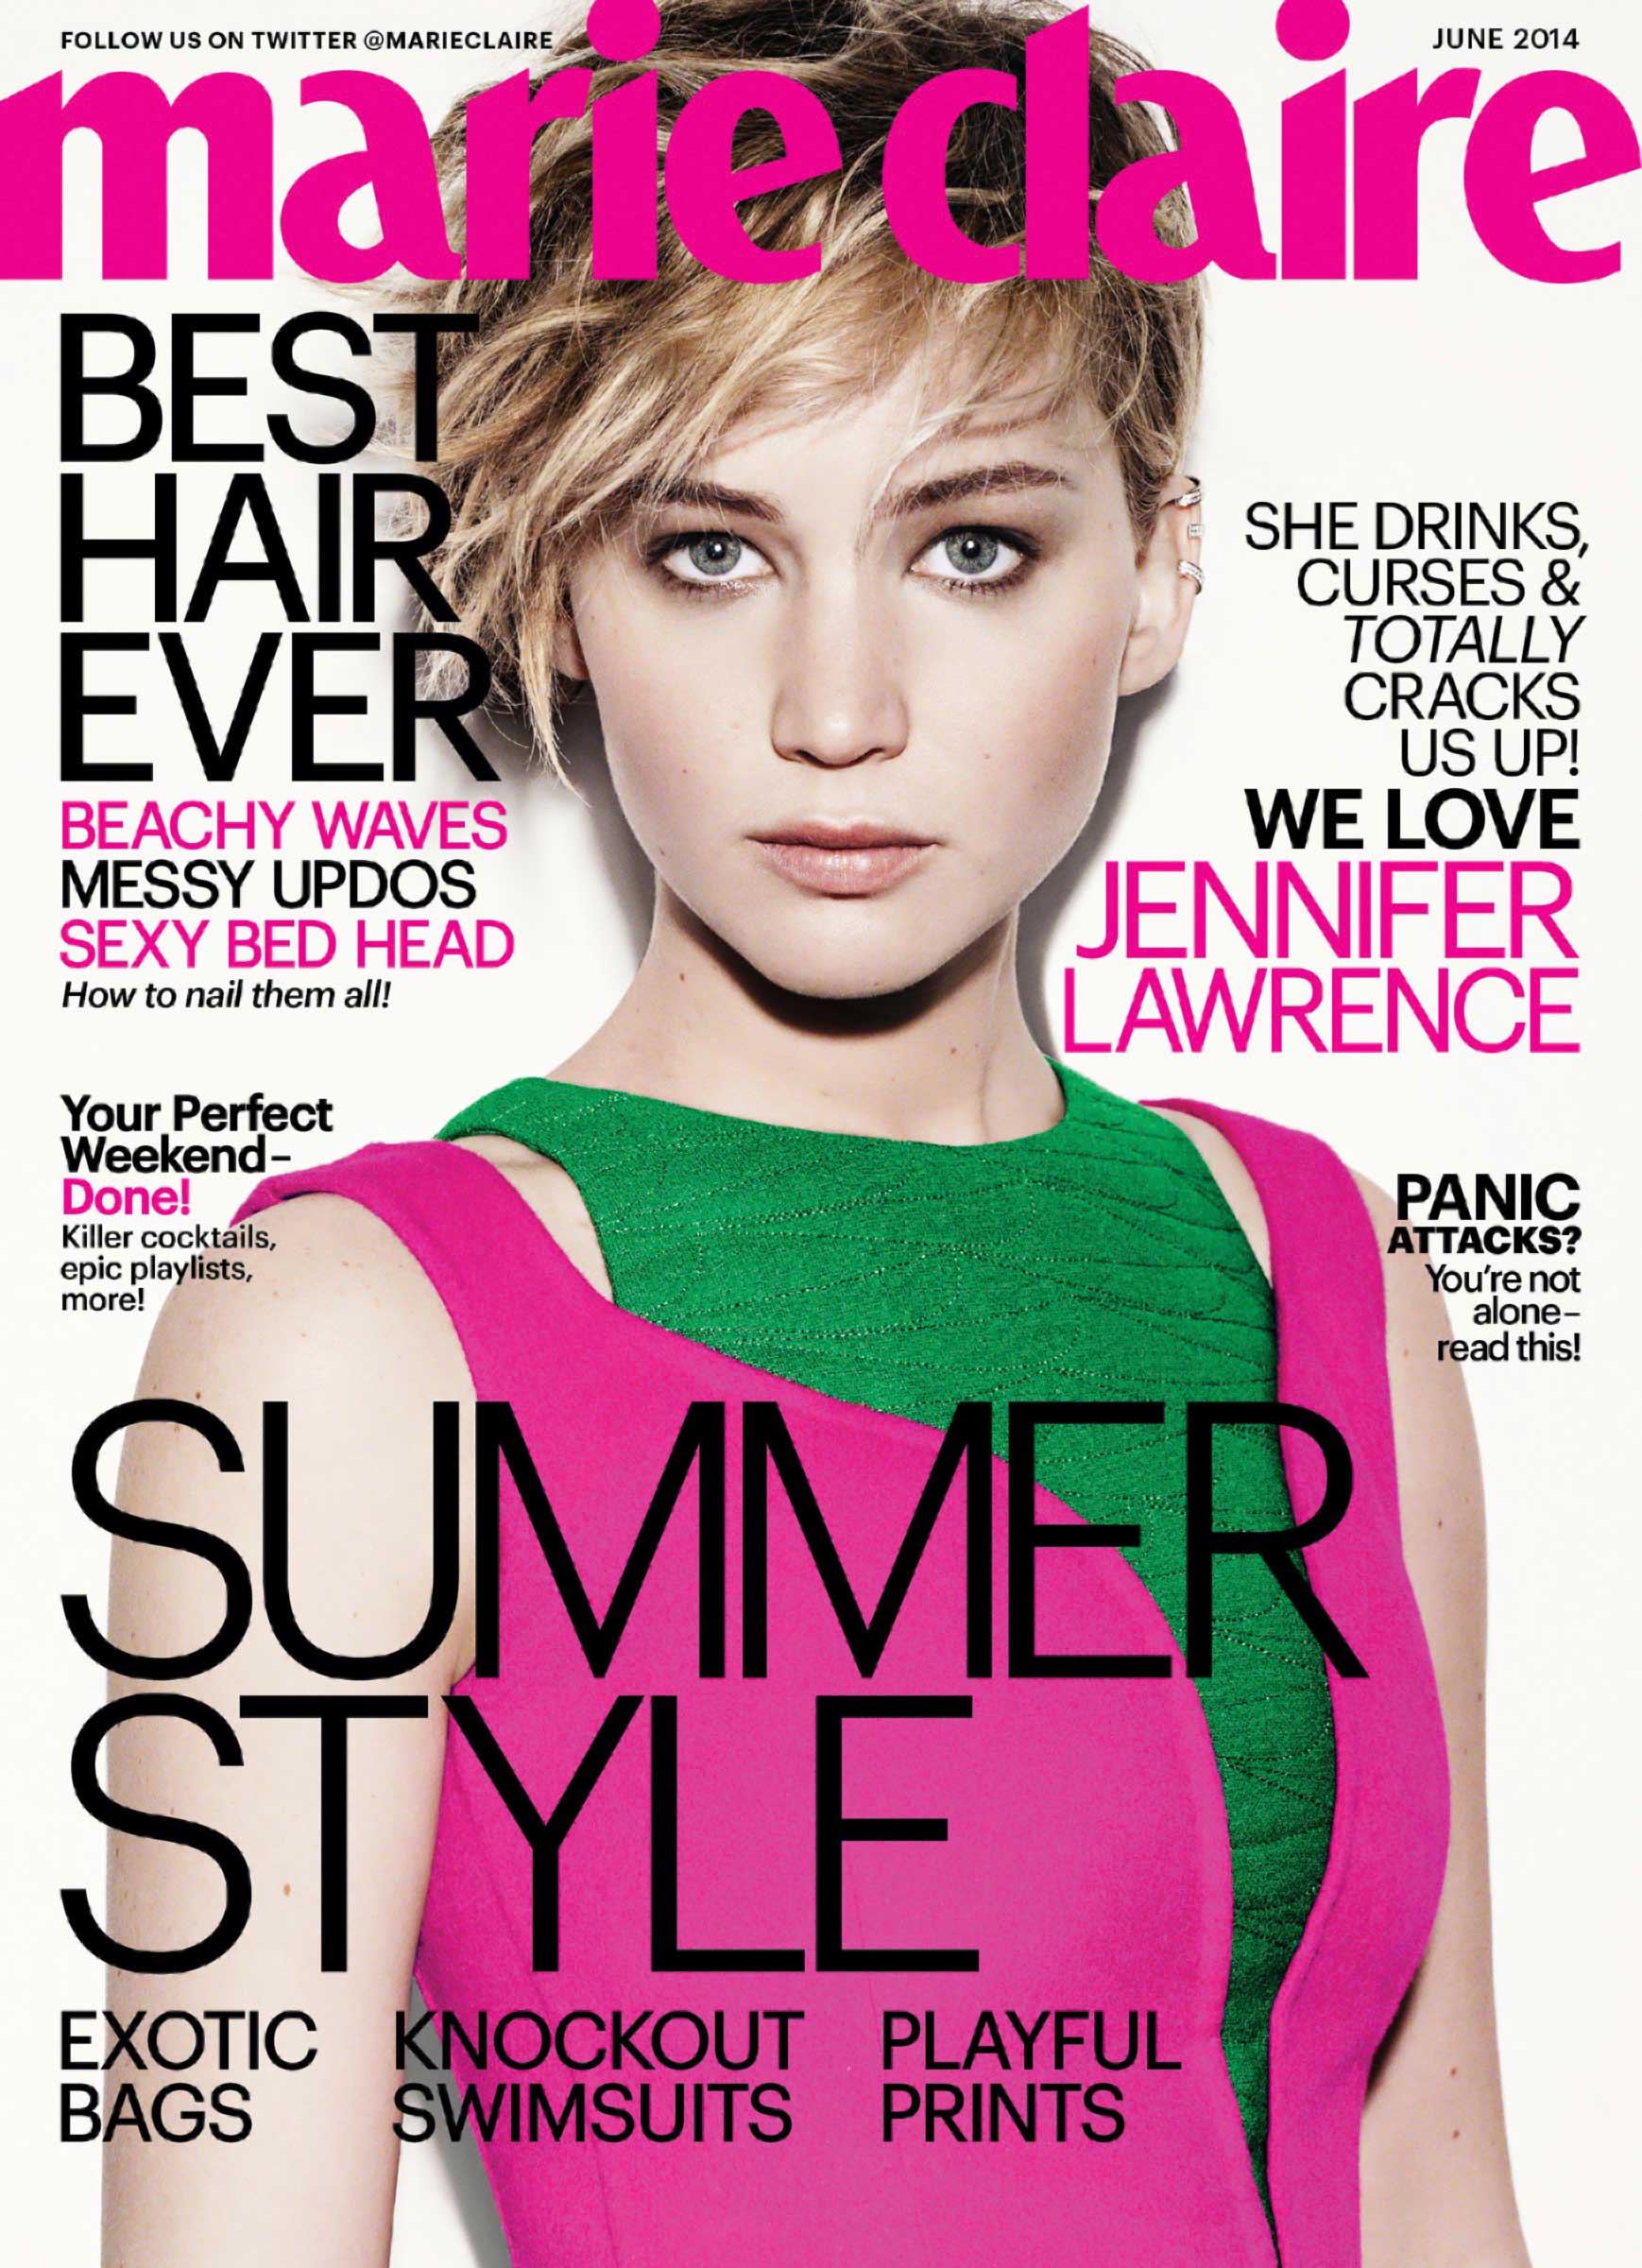 FOLLOW US ON TWITTER @MARIECLAIRE
JUNE 2014
marie claire
BEST
HAIR
EVER
BEACHY WAVES
MESSY UPDOS
SEXY BED HEAD
How to nail them all!
SHE DRINKS,
CURSES &
TOTALLY
CRACKS
US UP!
WE LOVE
JENNIFER
LAWRENCE
Your Perfect
Weekend–
Done!
Killer cocktails,
epic playlists,
more!
PANIC
ATTACKS?
You're not
alone–
read this!
SUMMER
STYLE
EXOTIC
BAGS
KNOCKOUT
SWIMSUITS
PLAYFUL
PRINTS